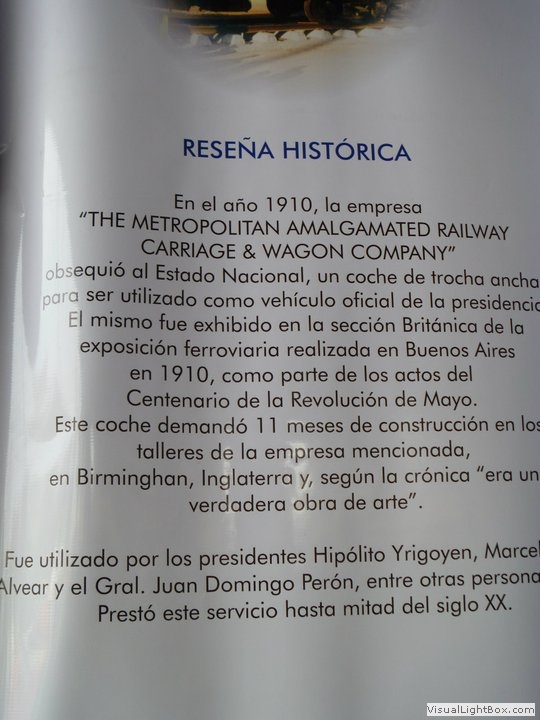 RESEÑA HISTÓRICA
En el año 1910, la empresa
“THE METROPOLITAN AMALGAMATED RAILWAY
CARRIAGE & WAGON COMPANY”
obsequió al Estado Nacional, un coche de trocha ancha
para ser utilizado como vehículo oficial de la presidencia
El mismo fue exhibido en la sección Británica de la
exposición ferroviaria realizada en Buenos Aires
en 1910, como parte de los actos del
Centenario de la Revolución de Mayo.
Este coche demandó 11 meses de construcción en los
talleres de la empresa mencionada,
en Birminghan, Inglaterra y, según la crónica “era un
verdadera obra de arte”.
Fue utilizado por los presidentes Hipólito Yrigoyen, Marcel
Alvear y el Gral. Juan Domingo Perón, entre otras persona
Prestó este servicio hasta mitad del siglo XX.
VisualLightBox.com